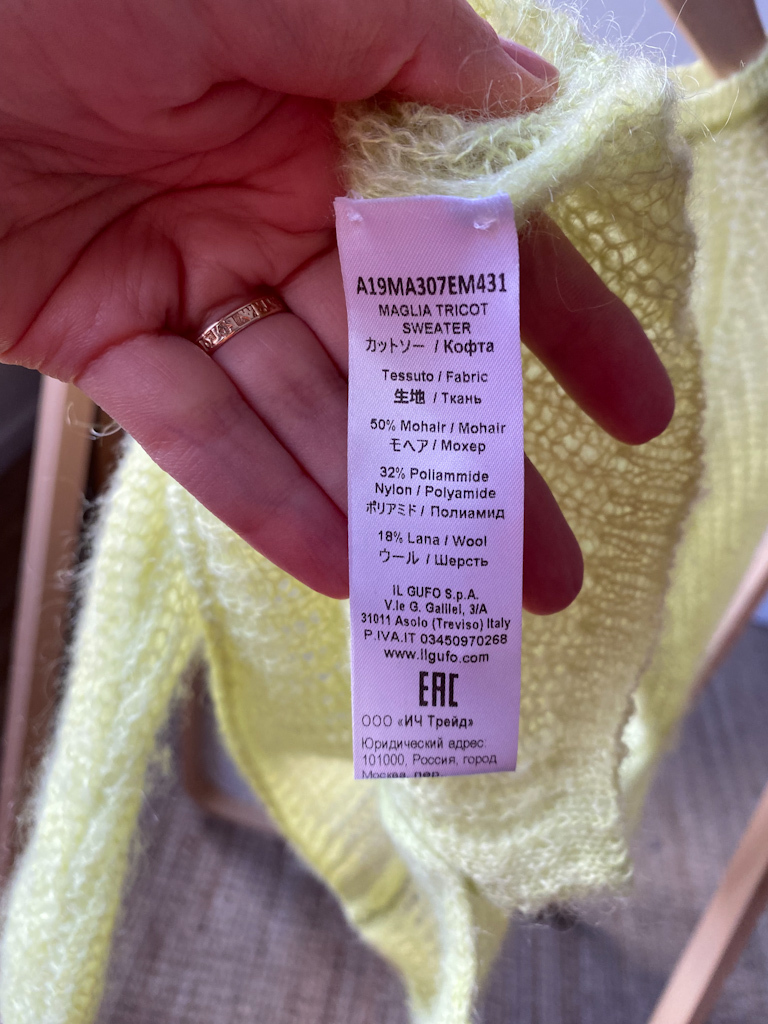 A19MA307EM431
MAGLIA TRICOT
SWEATER
カットソー / Кофта
Tessuto / Fabric
生地 / Ткань
50% Mohair / Mohair
モヘア / Мохер
32% Poliammide
Nylon / Polyamide
ポリアミド / Полиамид
18% Lana / Wool
ウール / Шерсть
IL GUFO S.p.A.
V.le G. Galilei, 3/A
31011 Asolo (Treviso) Italy
P.IVA.IT 03450970268
www.ilgufo.com
EAC
ООО «ИЧ Трейд»
Юридический адрес:
101000, Россия, город
Москва, пер.